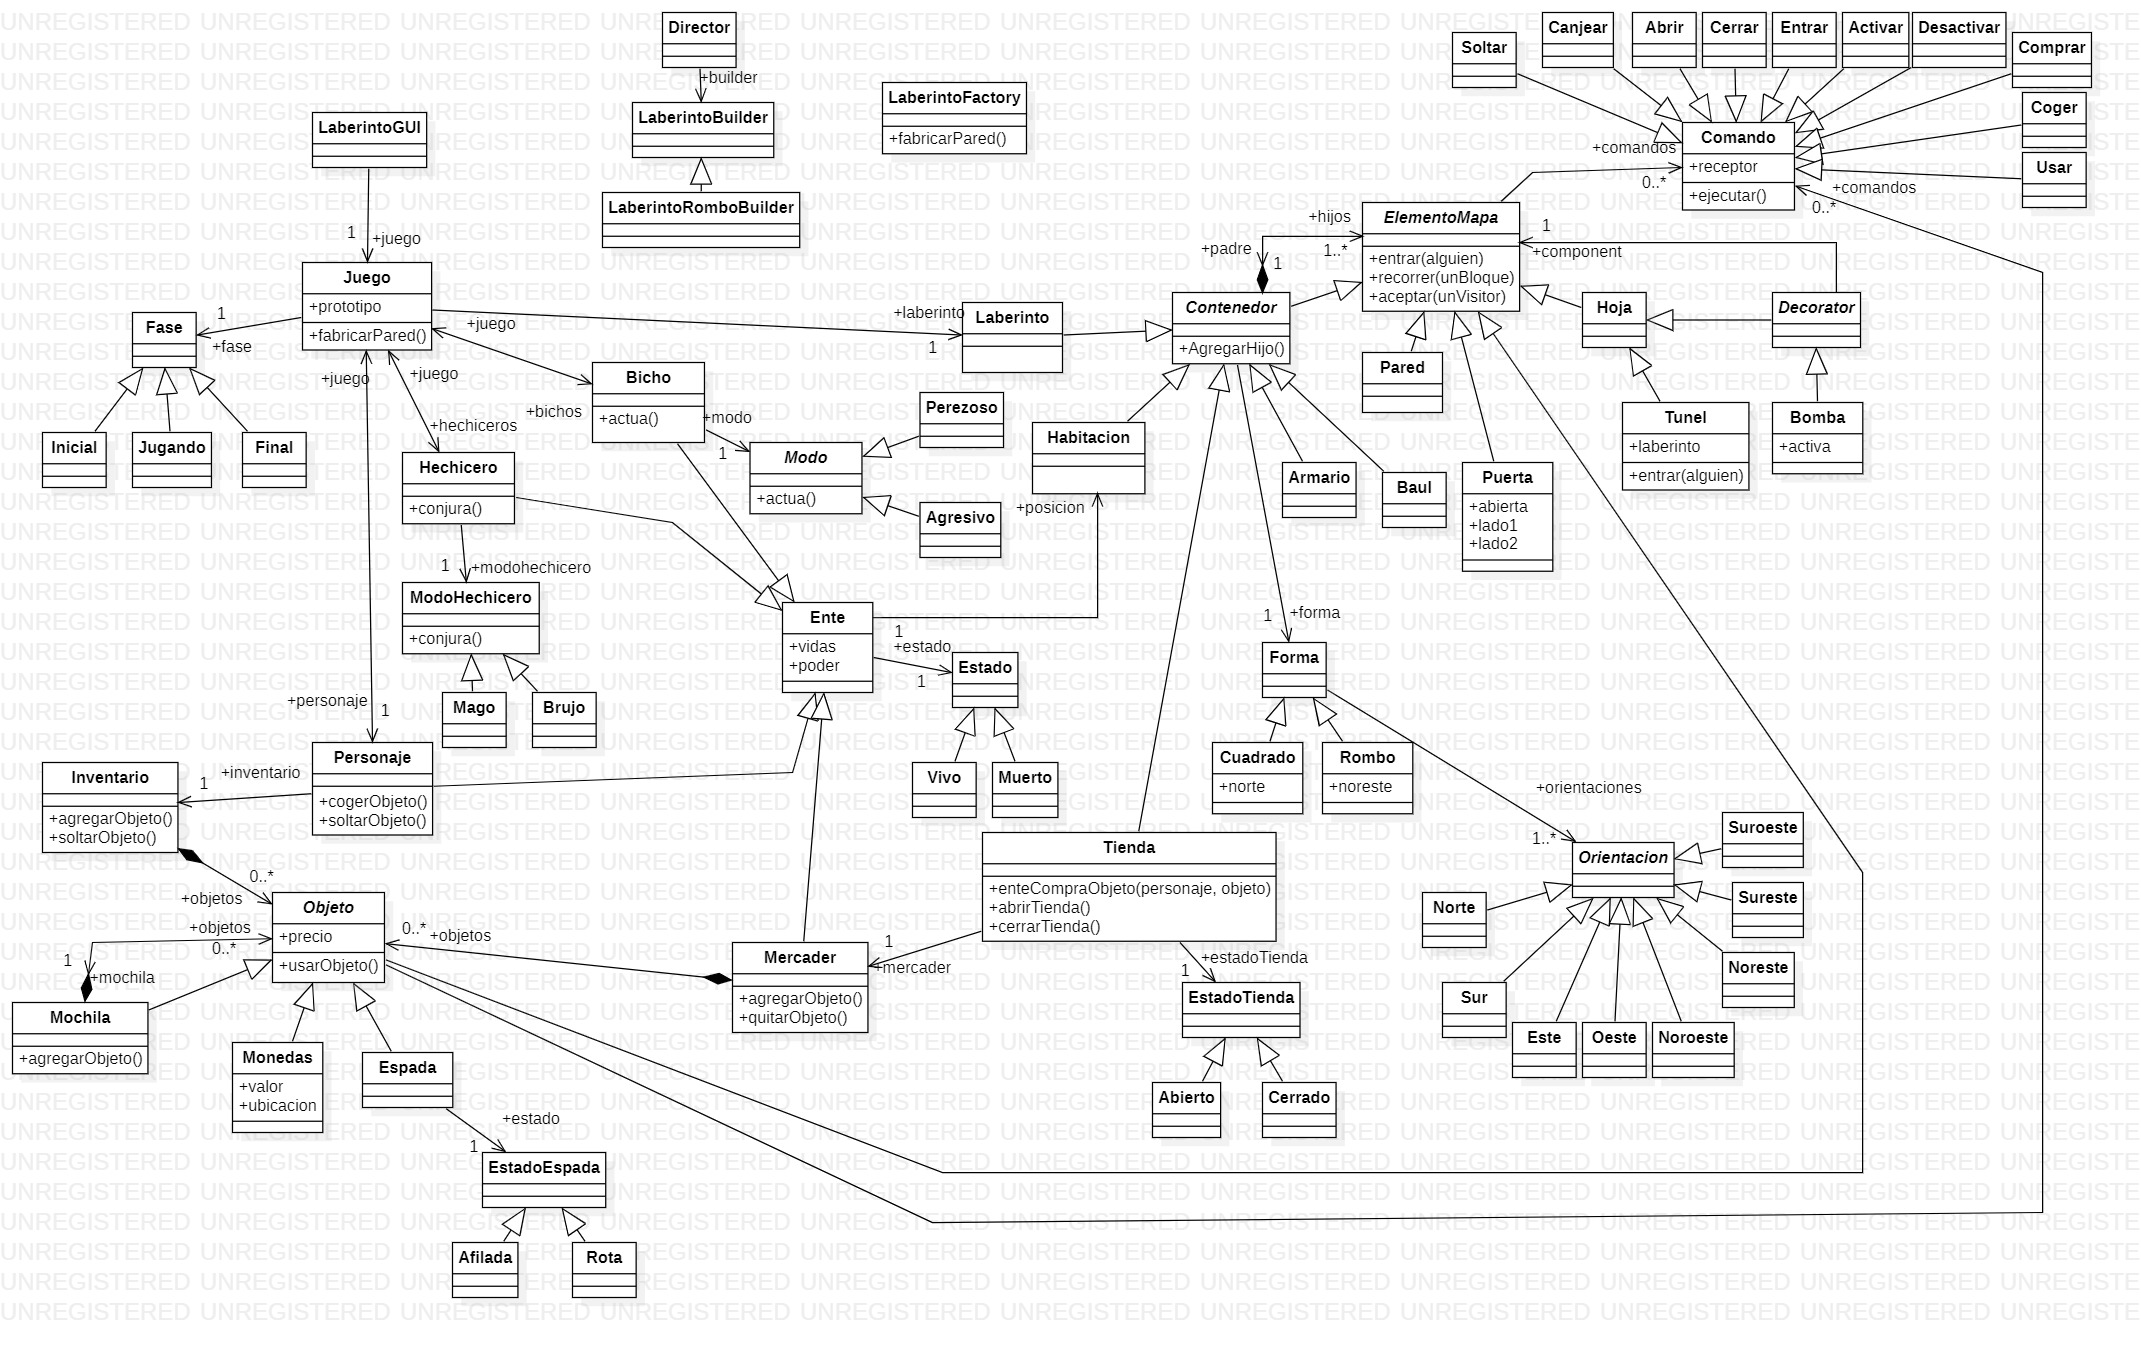 Director
+builder
LaberintoBuilder
LaberintoRomboBuilder
LaberintoFactory
+fabricarPared()
LaberintoGUI
1
+juego
Juego
+prototipo
+fabricarPared()
1
+fase
Fase
Inicial
Jugando
Final
+juego
+juego
+juego
+bichos
Bicho
+actua()
+modo
1
Modo
+actua()
Perezoso
Agresivo
+hechiceros
Hechicero
+conjura()
1
+modohechicero
ModoHechicero
+conjura()
Mago
Brujo
+laberinto
1
Laberinto
Soltar
Canjear
Abrir
Cerrar
Entrar
Activar
Desactivar
Comprar
Coger
Usar
Comando
+receptor
+ejecutar()
+comandos
0..*
+comandos
0..*
+hijos
1..*
+padre
1
ElementoMapa
+entrar(alguien)
+recorrer(unBloque)
+aceptar(unVisitor)
1
+component
Contenedor
+AgregarHijo()
Hoja
Decorator
Pared
Tunel
+laberinto
+entrar(alguien)
Bomba
+activa
Habitacion
+posicion
Armario
Baul
Puerta
+abierta
+lado1
+lado2
Ente
+vidas
+poder
1
+estado
1
Estado
Vivo
Muerto
1
+forma
Forma
Cuadrado
+norte
Rombo
+noreste
+orientaciones
1..*
Orientacion
Suroeste
Sureste
Noreste
Noroeste
Oeste
Este
Sur
Norte
+personaje
1
Personaje
+cogerObjeto()
+soltarObjeto()
+inventario
1
Inventario
+agregarObjeto()
+soltarObjeto()
0..*
+objetos
+objetos
0..*
1
+mochila
Objeto
+precio
+usarObjeto()
0..*
+objetos
Mochila
+agregarObjeto()
Monedas
+valor
+ubicacion
Espada
+estado
1
EstadoEspada
Afilada
Rota
Mercader
+agregarObjeto()
+quitarObjeto()
1
+mercader
Tienda
+enteCompraObjeto(personaje, objeto)
+abrirTienda()
+cerrarTienda()
+estadoTienda
1
EstadoTienda
Abierto
Cerrado
UNREGISTERED